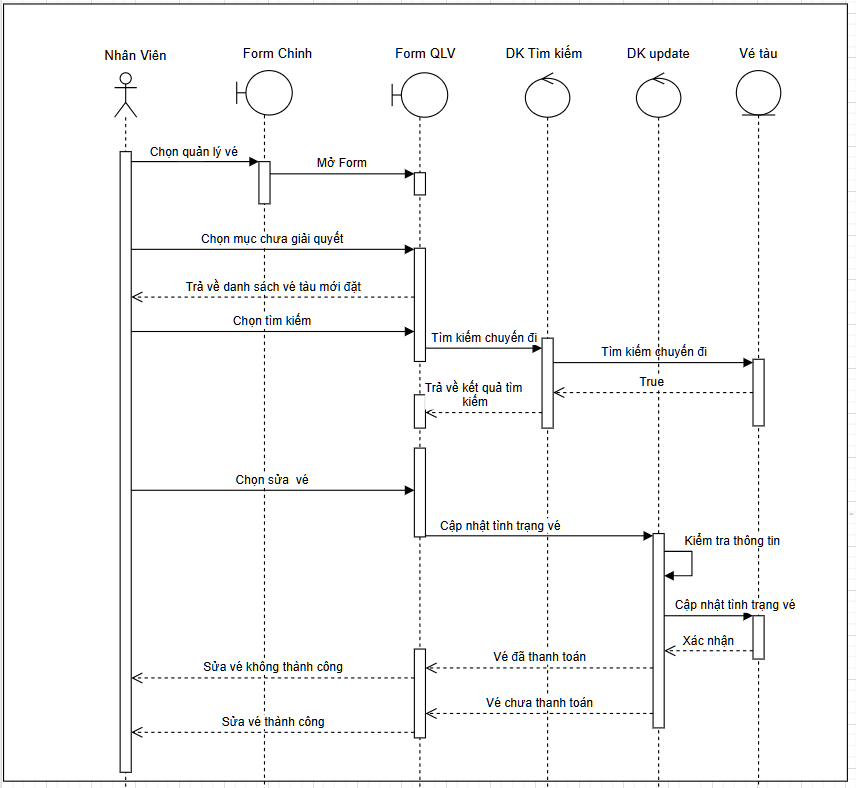 Nhân Viên
Form Chính
Form QLV
DK Tìm kiếm
DK update
Vé tàu
Chọn quản lý vé
Mở Form
Chọn mục chưa giải quyết
Trả về danh sách vé tàu mới đặt
Chọn tìm kiếm
Tìm kiếm chuyến đi
Tìm kiếm chuyến đi
True
Trả về kết quả tìm
kiếm
Chọn sửa vé
Cập nhật tình trạng vé
Kiểm tra thông tin
Cập nhật tình trạng vé
Xác nhận
Vé đã thanh toán
Sửa vé không thành công
Vé chưa thanh toán
Sửa vé thành công